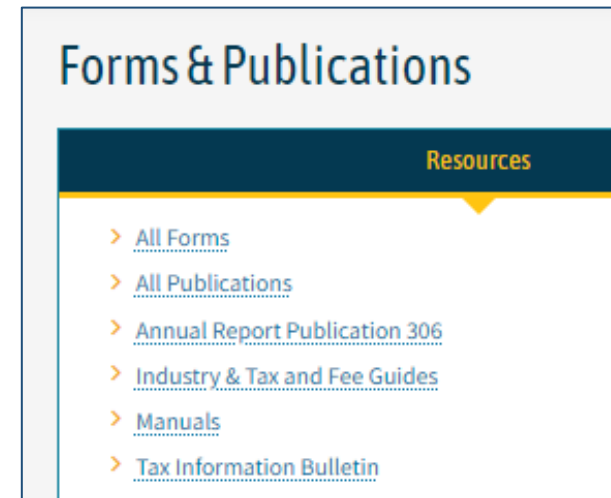 Forms & Publications
Resources
All Forms
All Publications
Annual Report Publication 306
Industry & Tax and Fee Guides
Manuals
Tax Information Bulletin